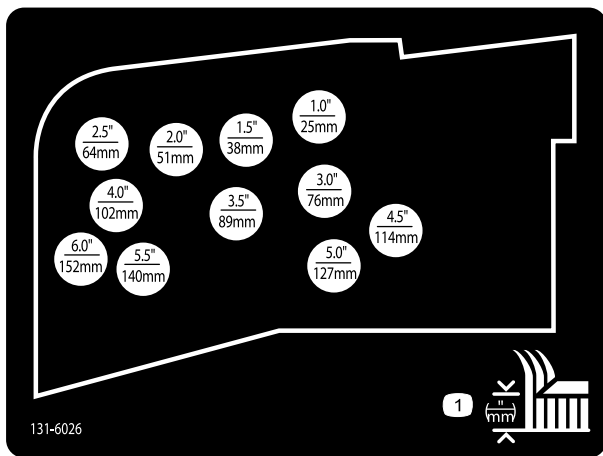 1.0"
25mm
1.5"
38mm
2.5"
64mm
2.0"
51mm
3.0"
76mm
4.0"
102mm
3.5"
89mm
4.5"
114mm
6.0"
152mm
5.5"
140mm
5.0"
127mm
1
(" mm)
131-6026